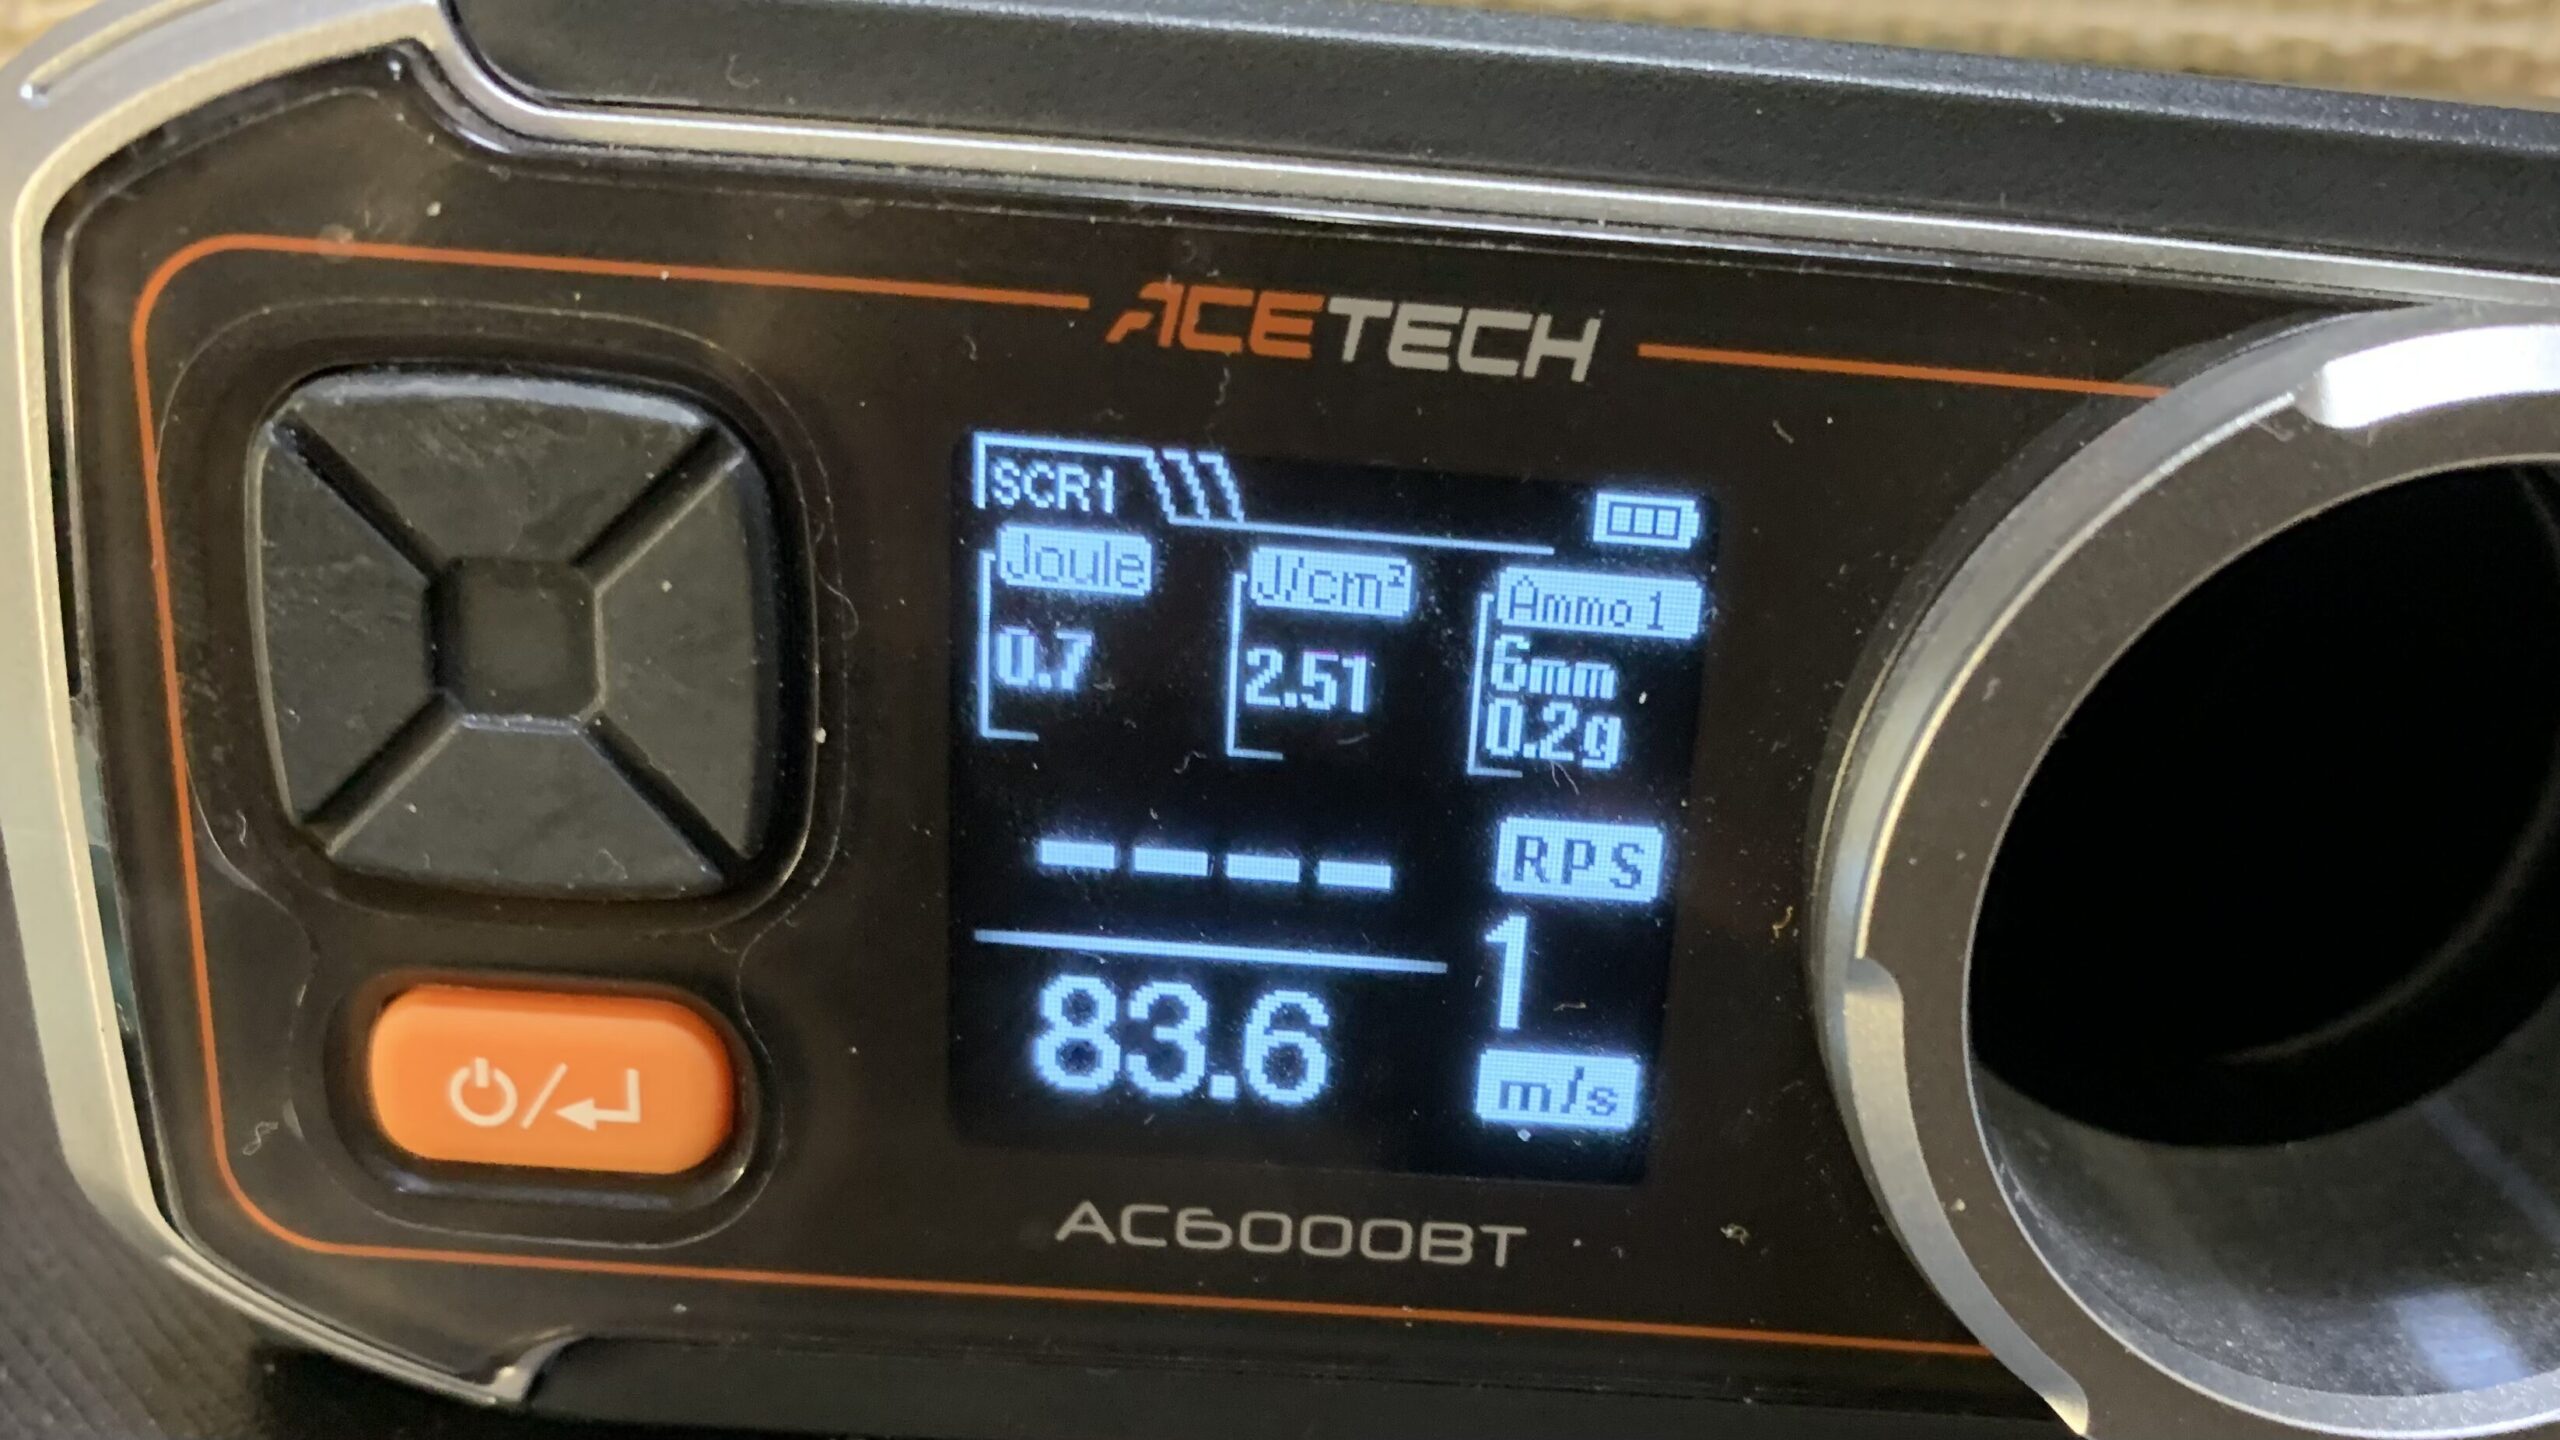 ACETECH
SCR1
Joule
J/cm²
Ammo 1
0.7
2.51
6mm
0.2g
----
RPS
1
83.6
m/s
AC6000BT